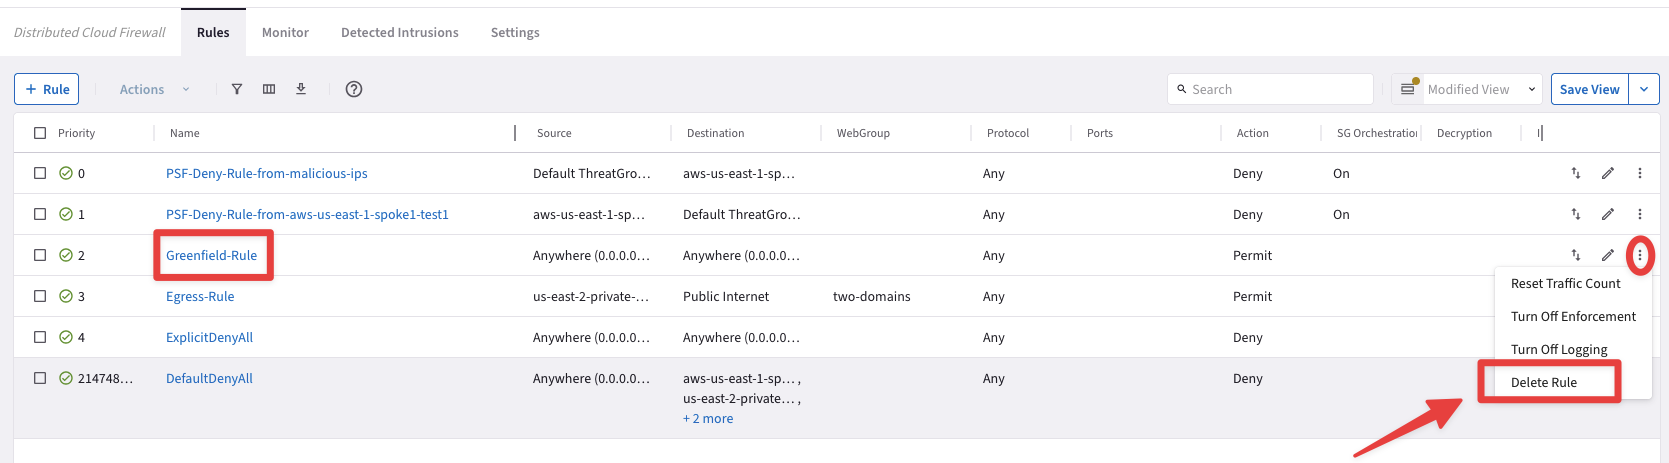 Distributed Cloud Firewall Rules Monitor Detected Intrusions Settings
+ Rule Actions Search Modified View Save View
Priority Name Source Destination WebGroup Protocol Ports Action SG Orchestration Decryption
0 PSF-Deny-Rule-from-malicious-ips Default ThreatGro... aws-us-east-1-sp... Any Deny On
1 PSF-Deny-Rule-from-aws-us-east-1-spoke1-test1 aws-us-east-1-sp... Default ThreatGro... Any Deny On
2 Greenfield-Rule Anywhere (0.0.0.0... Anywhere (0.0.0... Any Permit
Reset Traffic Count
3 Egress-Rule us-east-2-private-... Public Internet two-domains Any Permit
Turn Off Enforcement
4 ExplicitDenyAll Anywhere (0.0.0... Anywhere (0.0.0... Any Deny
Turn Off Logging
214748... DefaultDenyAll Anywhere (0.0.0... aws-us-east-1-sp... , Any Deny
Delete Rule
us-east-2-private... ,
+ 2 more